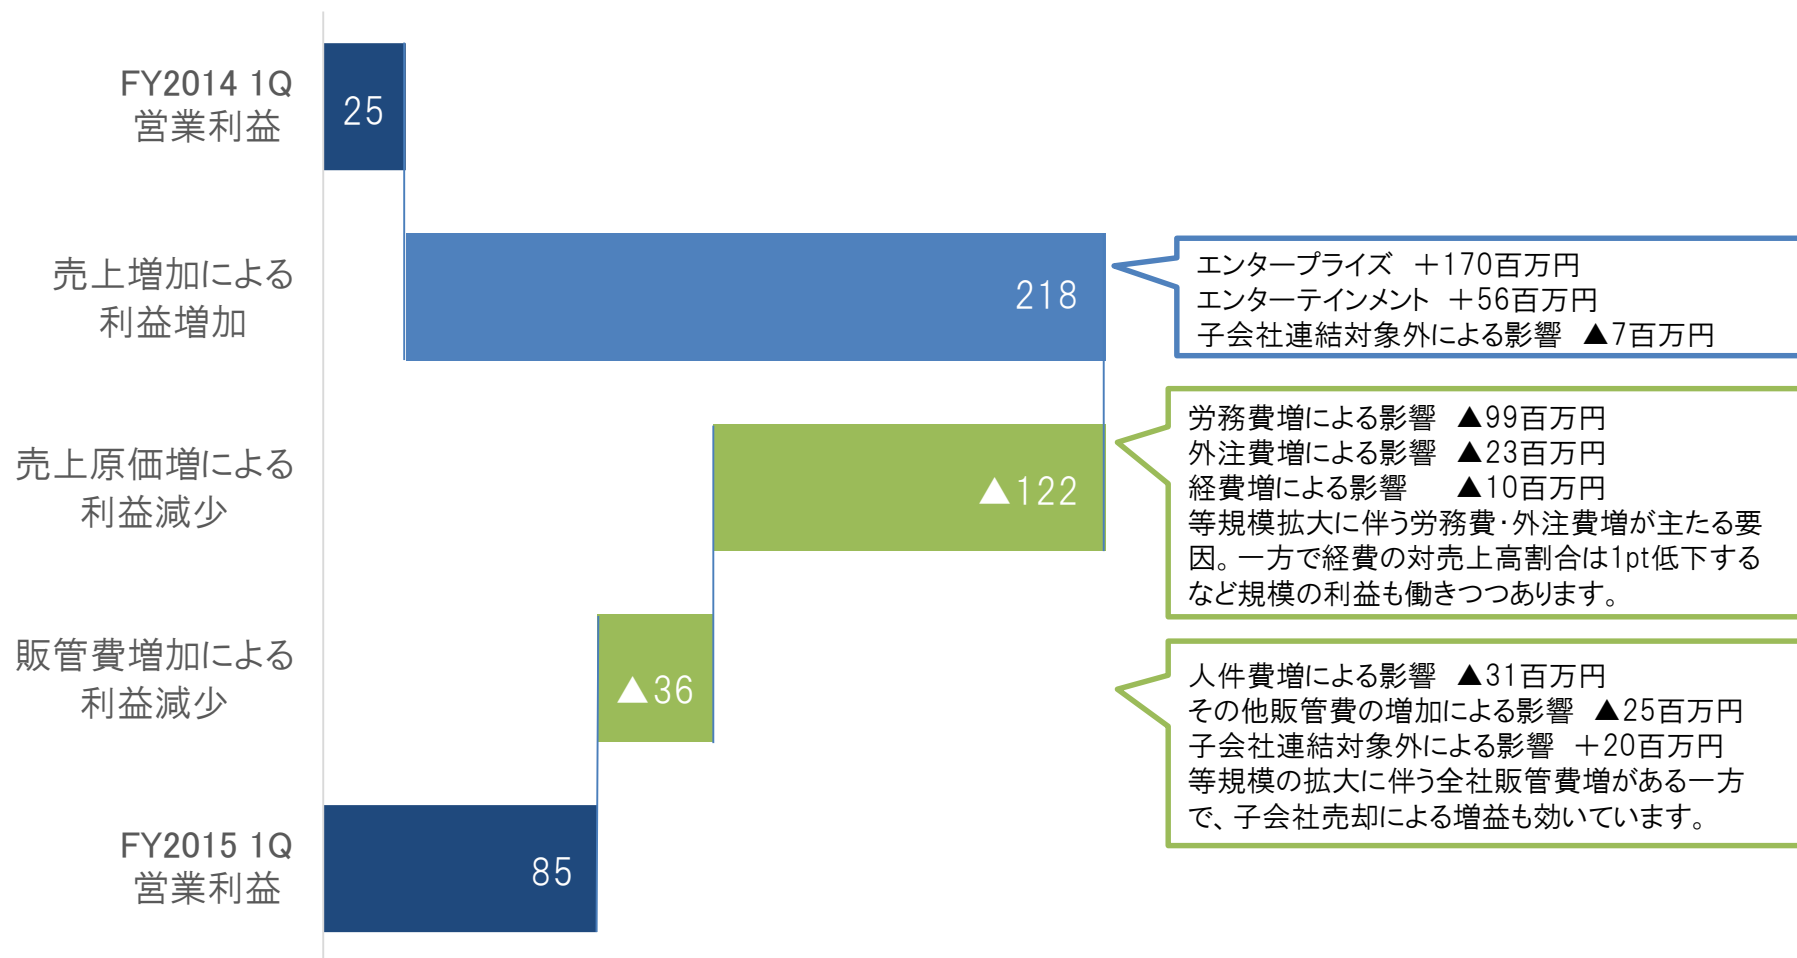 FY2014 1Q
営業利益
25
売上増加による
利益増加
218
エンタープライズ ＋170百万円
エンターテインメント ＋56百万円
子会社連結対象外による影響 ▲7百万円
売上原価増による
利益減少
▲122
労務費増による影響 ▲99百万円
外注費増による影響 ▲23百万円
経費増による影響 ▲10百万円
等規模拡大に伴う労務費・外注費増が主たる要
因。一方で経費の対売上高割合は1pt低下する
など規模の利益も働きつつあります。
販管費増加による
利益減少
▲36
人件費増による影響 ▲31百万円
その他販管費の増加による影響 ▲25百万円
子会社連結対象外による影響 ＋20百万円
等規模の拡大に伴う全社販管費増がある一方
で、子会社売却による増益も効いています。
FY2015 1Q
営業利益
85